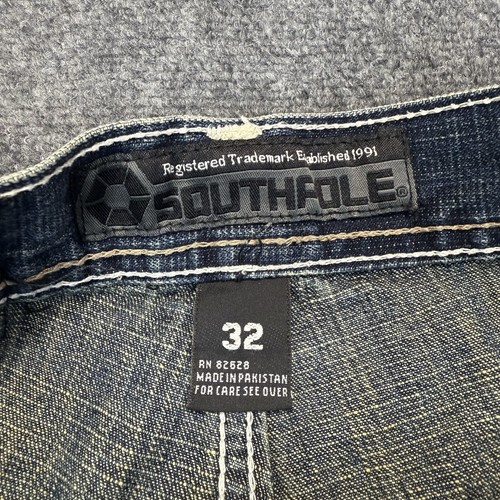 Registered Trademark Established 1991
SOUTHPOLE®
32
RN 82628
MADE IN PAKISTAN
FOR CARE SEE OVER